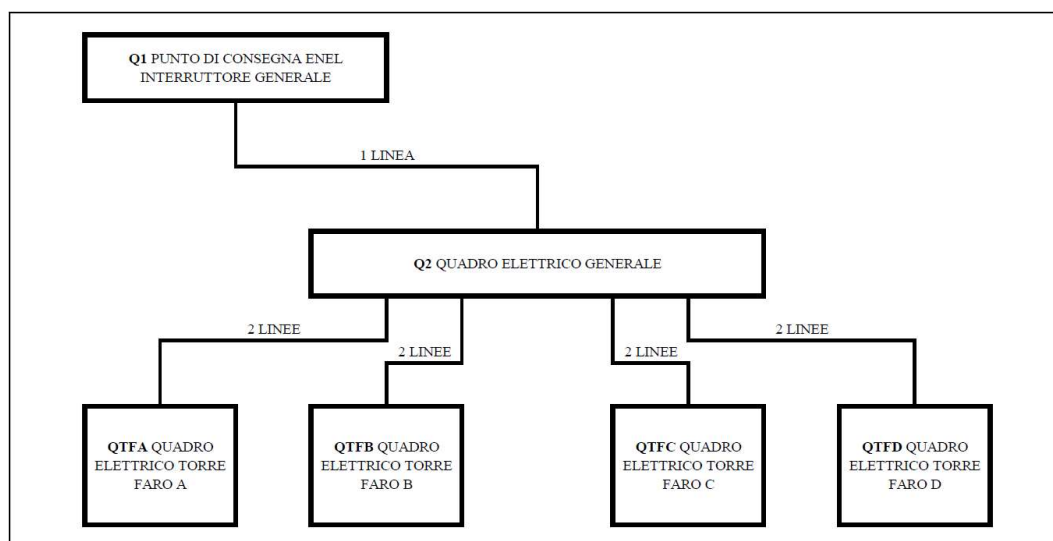 Q1 PUNTO DI CONSEGNA ENEL
INTERRUTTORE GENERALE
1 LINEA
Q2 QUADRO ELETTRICO GENERALE
2 LINEE
2 LINEE
2 LINEE
2 LINEE
QTFA QUADRO
ELETTRICO TORRE
FARO A
QTFB QUADRO
ELETTRICO TORRE
FARO B
QTFC QUADRO
ELETTRICO TORRE
FARO C
QTFD QUADRO
ELETTRICO TORRE
FARO D